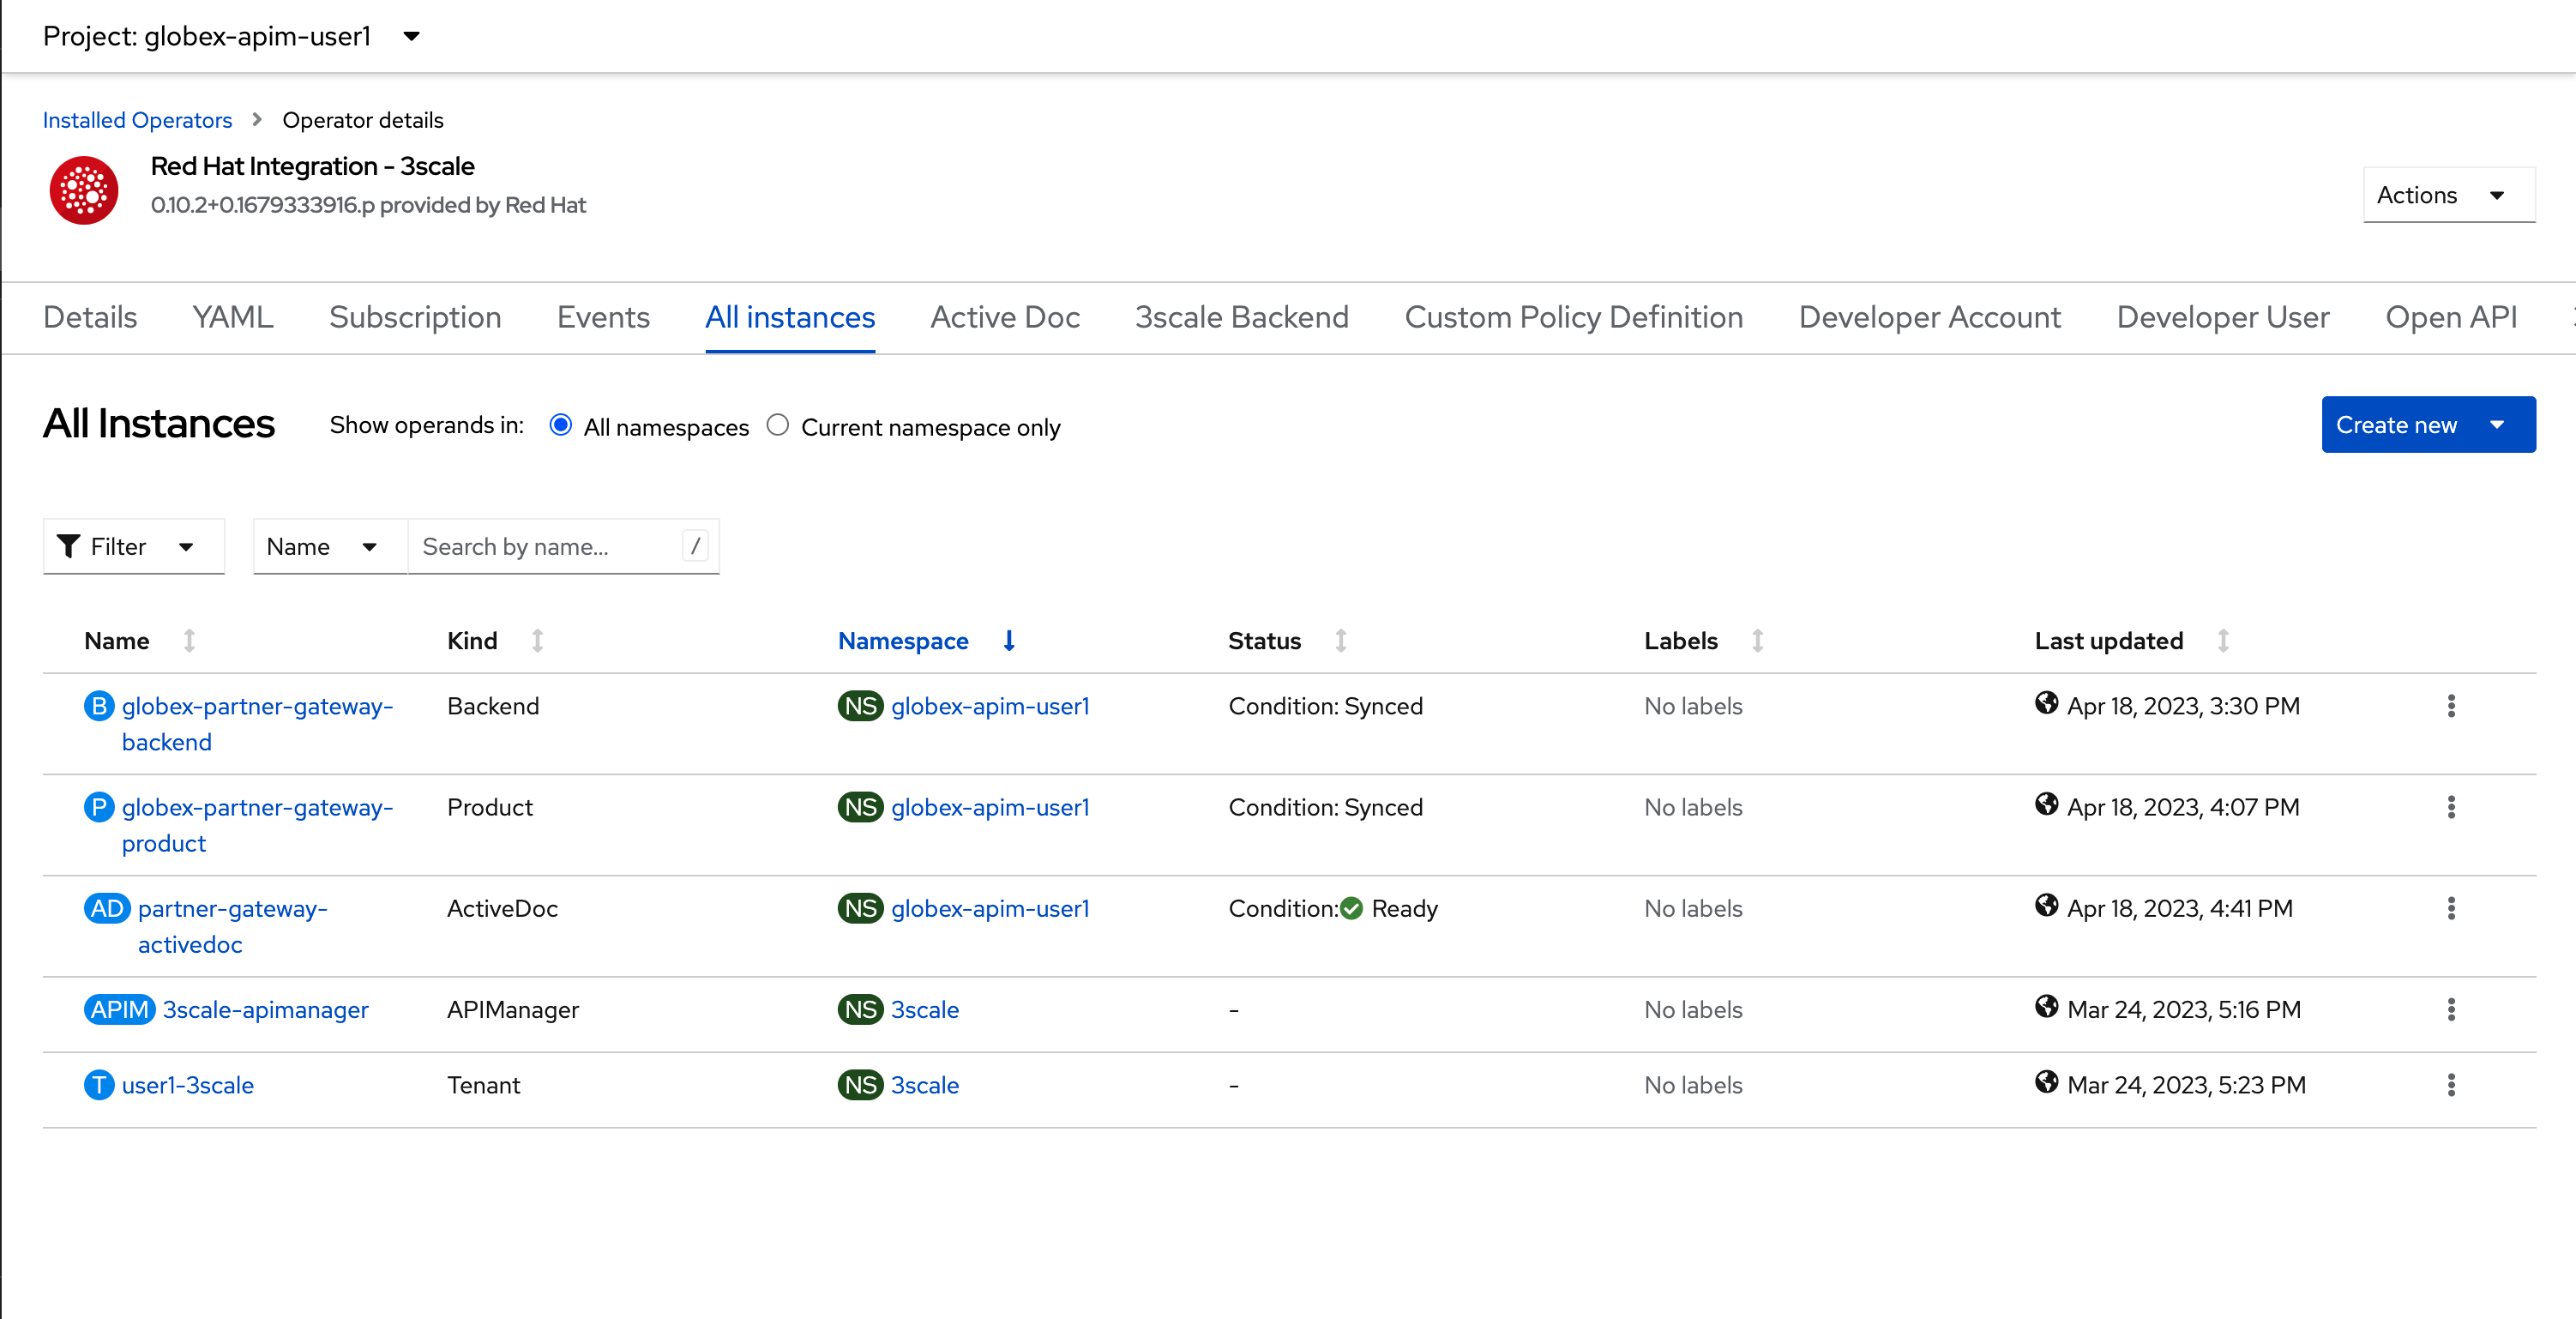 Project: globex-apim-user1
Installed Operators > Operator details
Red Hat Integration - 3scale
0.10.2+0.1679333916.p provided by Red Hat
Actions
Details YAML Subscription Events All instances Active Doc 3scale Backend Custom Policy Definition Developer Account Developer User Open API
All Instances Show operands in: All namespaces Current namespace only Create new
Filter Name Search by name... /
Name Kind Namespace Status Labels Last updated
B globex-partner-gateway- Backend NS globex-apim-user1 Condition: Synced No labels Apr 18, 2023, 3:30 PM
backend
P globex-partner-gateway- Product NS globex-apim-user1 Condition: Synced No labels Apr 18, 2023, 4:07 PM
product
AD partner-gateway- ActiveDoc NS globex-apim-user1 Condition: Ready No labels Apr 18, 2023, 4:41 PM
activedoc
APIM 3scale-apimanager APIManager NS 3scale - No labels Mar 24, 2023, 5:16 PM
T user1-3scale Tenant NS 3scale - No labels Mar 24, 2023, 5:23 PM